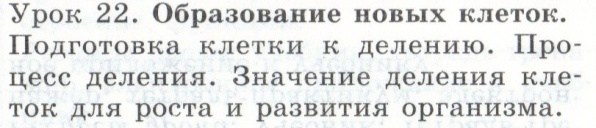 Урок 22. Образование новых клеток.
Подготовка клетки к делению. Про-
цесс деления. Значение деления кле-
ток для роста и развития организма.